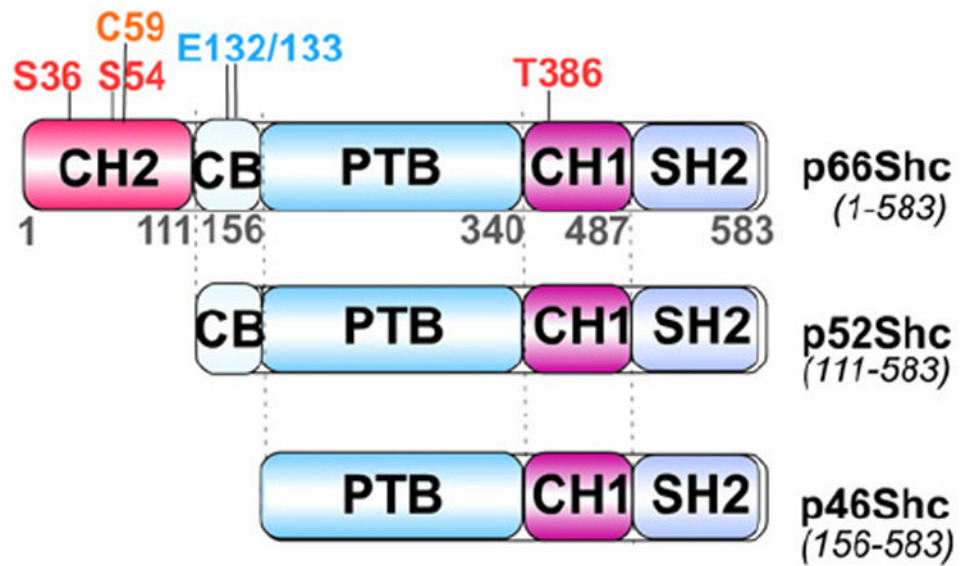 C59
E132/133
S36 S54
T386
CH2 CB PTB CH1 SH2 p66Shc
(1-583)
1 111 156 340 487 583
CB PTB CH1 SH2 p52Shc
(111-583)
PTB CH1 SH2 p46Shc
(156-583)